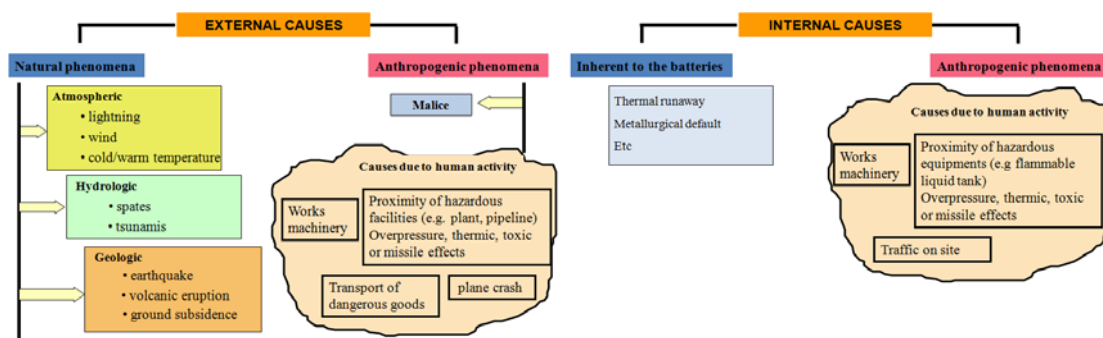 EXTERNAL CAUSES
Natural phenomena
Atmospheric
• lightning
• wind
• cold/warm temperature
Hydrologic
• spates
• tsunamis
Geologic
• earthquake
• volcanic eruption
• ground subsidence
Anthropogenic phenomena
Malice
Causes due to human activity
Works
machinery
Proximity of hazardous
facilities (e.g. plant, pipeline)
Overpressure, thermic, toxic
or missile effects
Transport of
dangerous goods
plane crash
INTERNAL CAUSES
Inherent to the batteries
Thermal runaway
Metallurgical default
Etc
Anthropogenic phenomena
Causes due to human activity
Works
machinery
Proximity of hazardous
equipments (e.g flammable
liquid tank)
Overpressure, thermic, toxic
or missile effects
Traffic on site